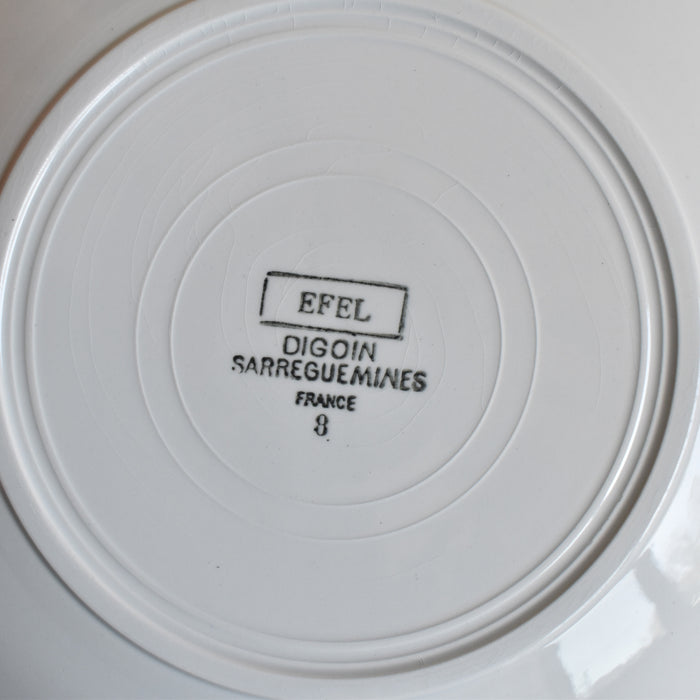 EFEL
DIGOIN
SARREGUEMINES
FRANCE
8